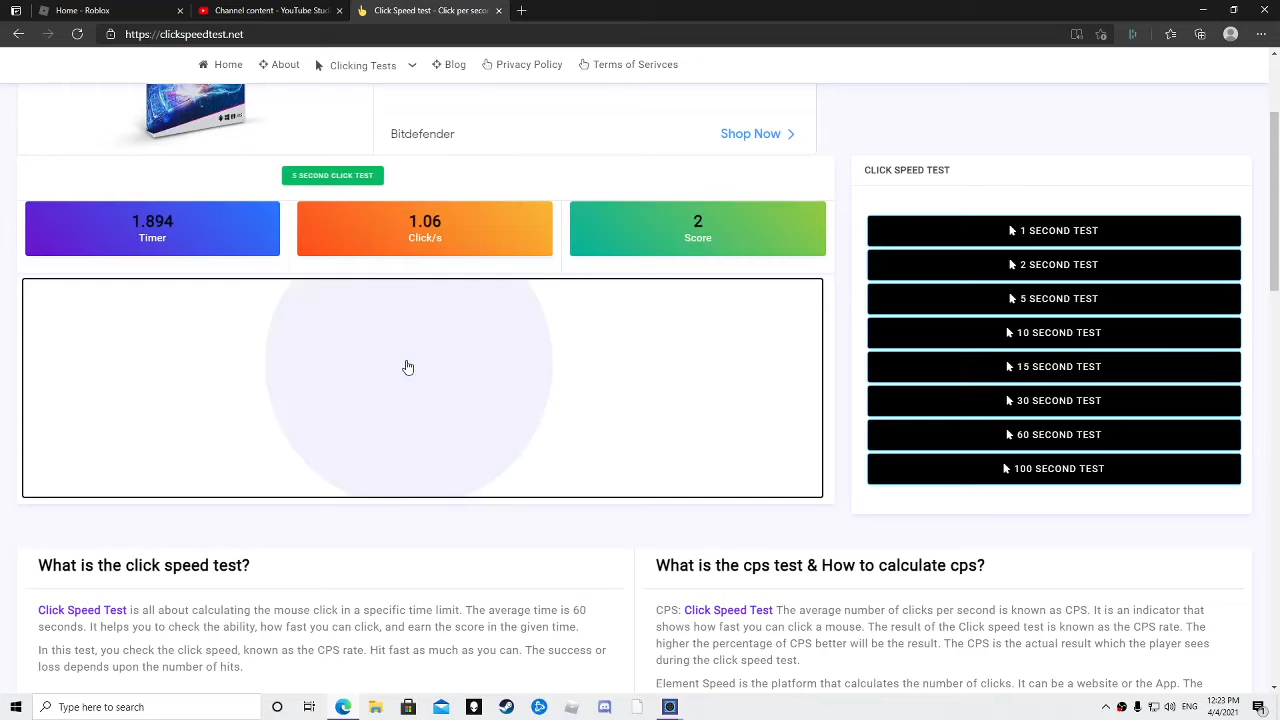 Home - Roblox
Channel content - YouTube Stud
Click Speed test - Click per seco
https://clickspeedtest.net
Home
About
Clicking Tests
Blog
Privacy Policy
Terms of Serivces
Bitdefender
Shop Now
5 SECOND CLICK TEST
1.894
Timer
1.06
Click/s
2
Score
CLICK SPEED TEST
1 SECOND TEST
2 SECOND TEST
5 SECOND TEST
10 SECOND TEST
15 SECOND TEST
30 SECOND TEST
60 SECOND TEST
100 SECOND TEST
What is the click speed test?
Click Speed Test is all about calculating the mouse click in a specific time limit. The average time is 60
seconds. It helps you to check the ability, how fast you can click, and earn the score in the given time.
In this test, you check the click speed, known as the CPS rate. Hit fast as much as you can. The success or
loss depends upon the number of hits.
What is the cps test & How to calculate cps?
CPS: Click Speed Test The average number of clicks per second is known as CPS. It is an indicator that
shows how fast you can click a mouse. The result of the Click speed test is known as the CPS rate. The
higher the percentage of CPS better will be the result. The CPS is the actual result which the player sees
during the click speed test.
Element Speed is the platform that calculates the number of clicks. It can be a website or the App. The
Type here to search
ENG
12:23 PM
4/4/2021